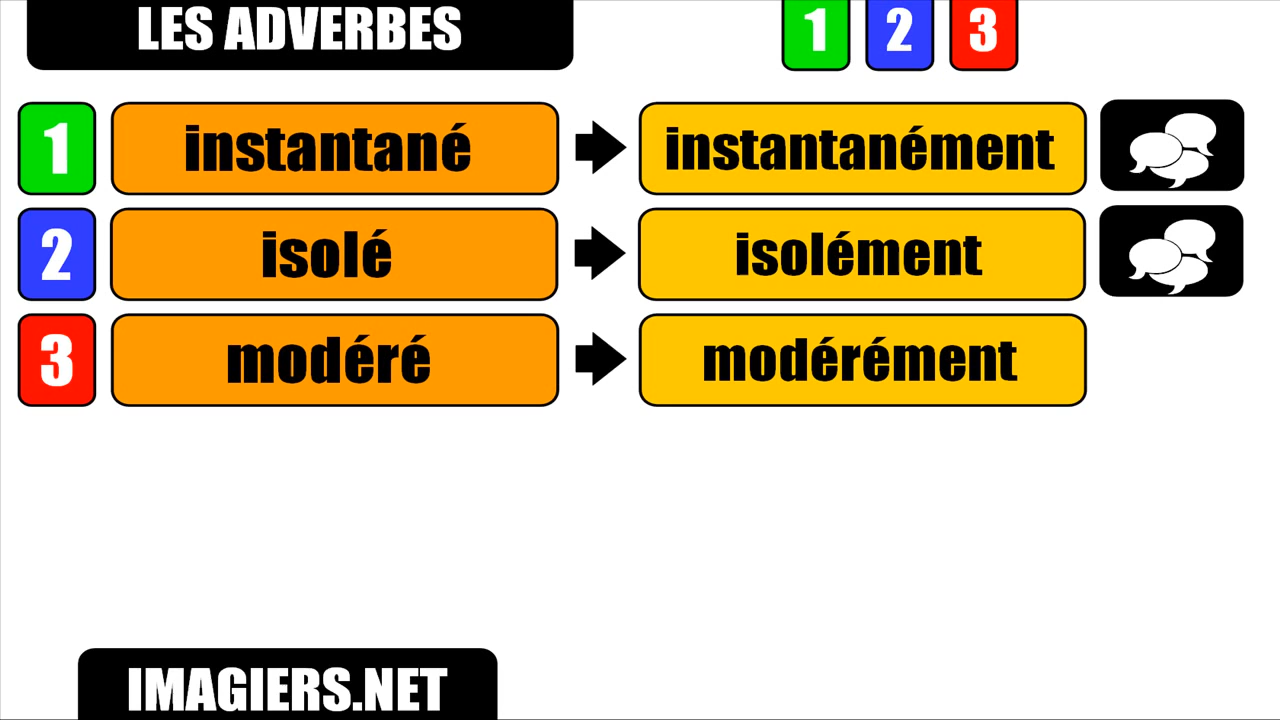 LES ADVERBES
1 2 3
1 instantané instantanément
2 isolé isolément
3 modéré modérément
IMAGIERS.NET